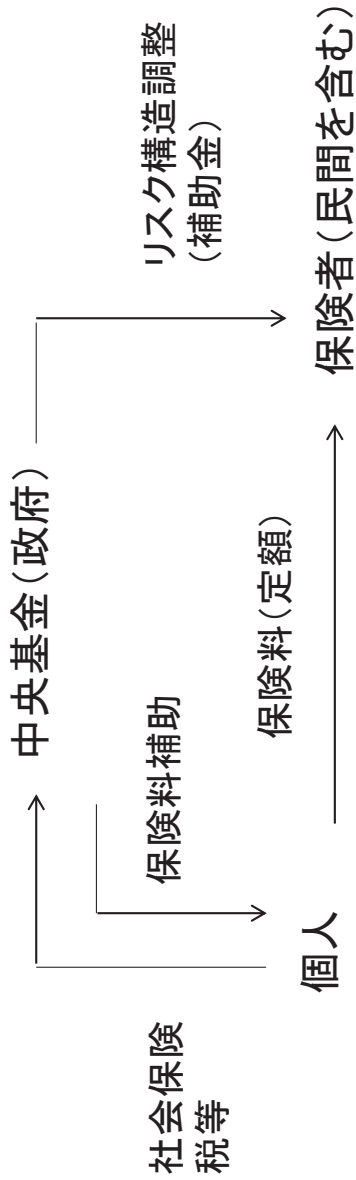 中央基金（政府）
リスク構造調整
（補助金）
社会保険
税等
保険料補助
保険料（定額）
個人
保険者（民間を含む）